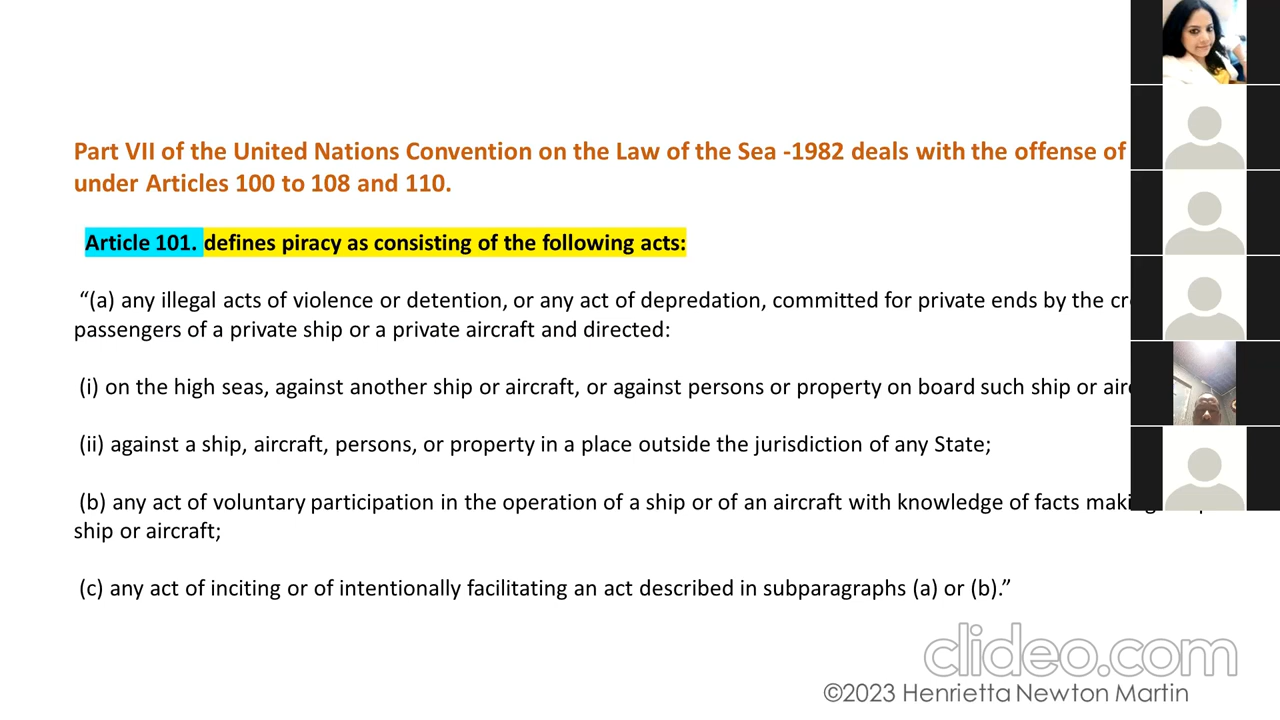 Part VII of the United Nations Convention on the Law of the Sea -1982 deals with the offense of
under Articles 100 to 108 and 110.
Article 101. defines piracy as consisting of the following acts:
“(a) any illegal acts of violence or detention, or any act of depredation, committed for private ends by the
passengers of a private ship or a private aircraft and directed:
(i) on the high seas, against another ship or aircraft, or against persons or property on board such ship or
(ii) against a ship, aircraft, persons, or property in a place outside the jurisdiction of any State;
(b) any act of voluntary participation in the operation of a ship or of an aircraft with knowledge of facts
ship or aircraft;
(c) any act of inciting or of intentionally facilitating an act described in subparagraphs (a) or (b).”
clideo.com
©2023 Henrietta Newton Martin